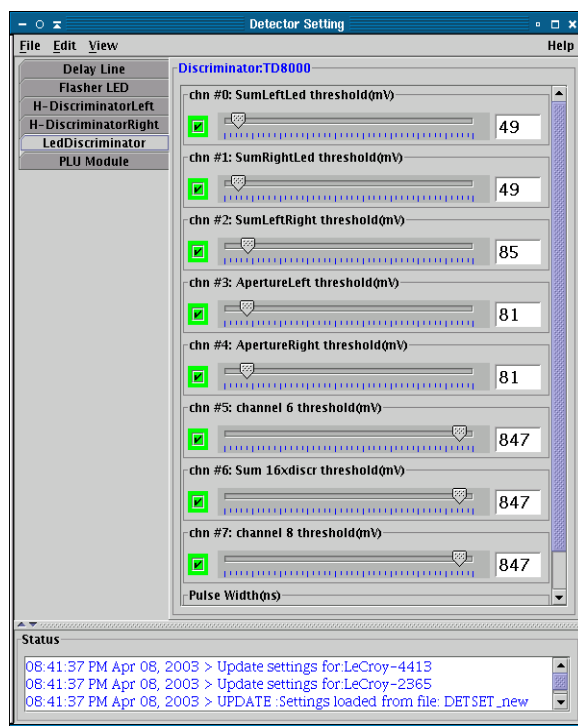 Detector Setting
File Edit View Help
Delay Line
Flasher LED
H-DiscriminatorLeft
H-DiscriminatorRight
LedDiscriminator
PLU Module
Discriminator:TD8000
chn #0: SumLeftLed threshold(mV)
49
chn #1: SumRightLed threshold(mV)
49
chn #2: SumLeftRight threshold(mV)
85
chn #3: ApertureLeft threshold(mV)
81
chn #4: ApertureRight threshold(mV)
81
chn #5: channel 6 threshold(mV)
847
chn #6: Sum 16xdiscr threshold(mV)
847
chn #7: channel 8 threshold(mV)
847
Pulse Width(ns)
Status
08:41:37 PM Apr 08, 2003 > Update settings for:LeCroy-4413
08:41:37 PM Apr 08, 2003 > Update settings for:LeCroy-2365
08:41:37 PM Apr 08, 2003 > UPDATE :Settings loaded from file: DETSET_new